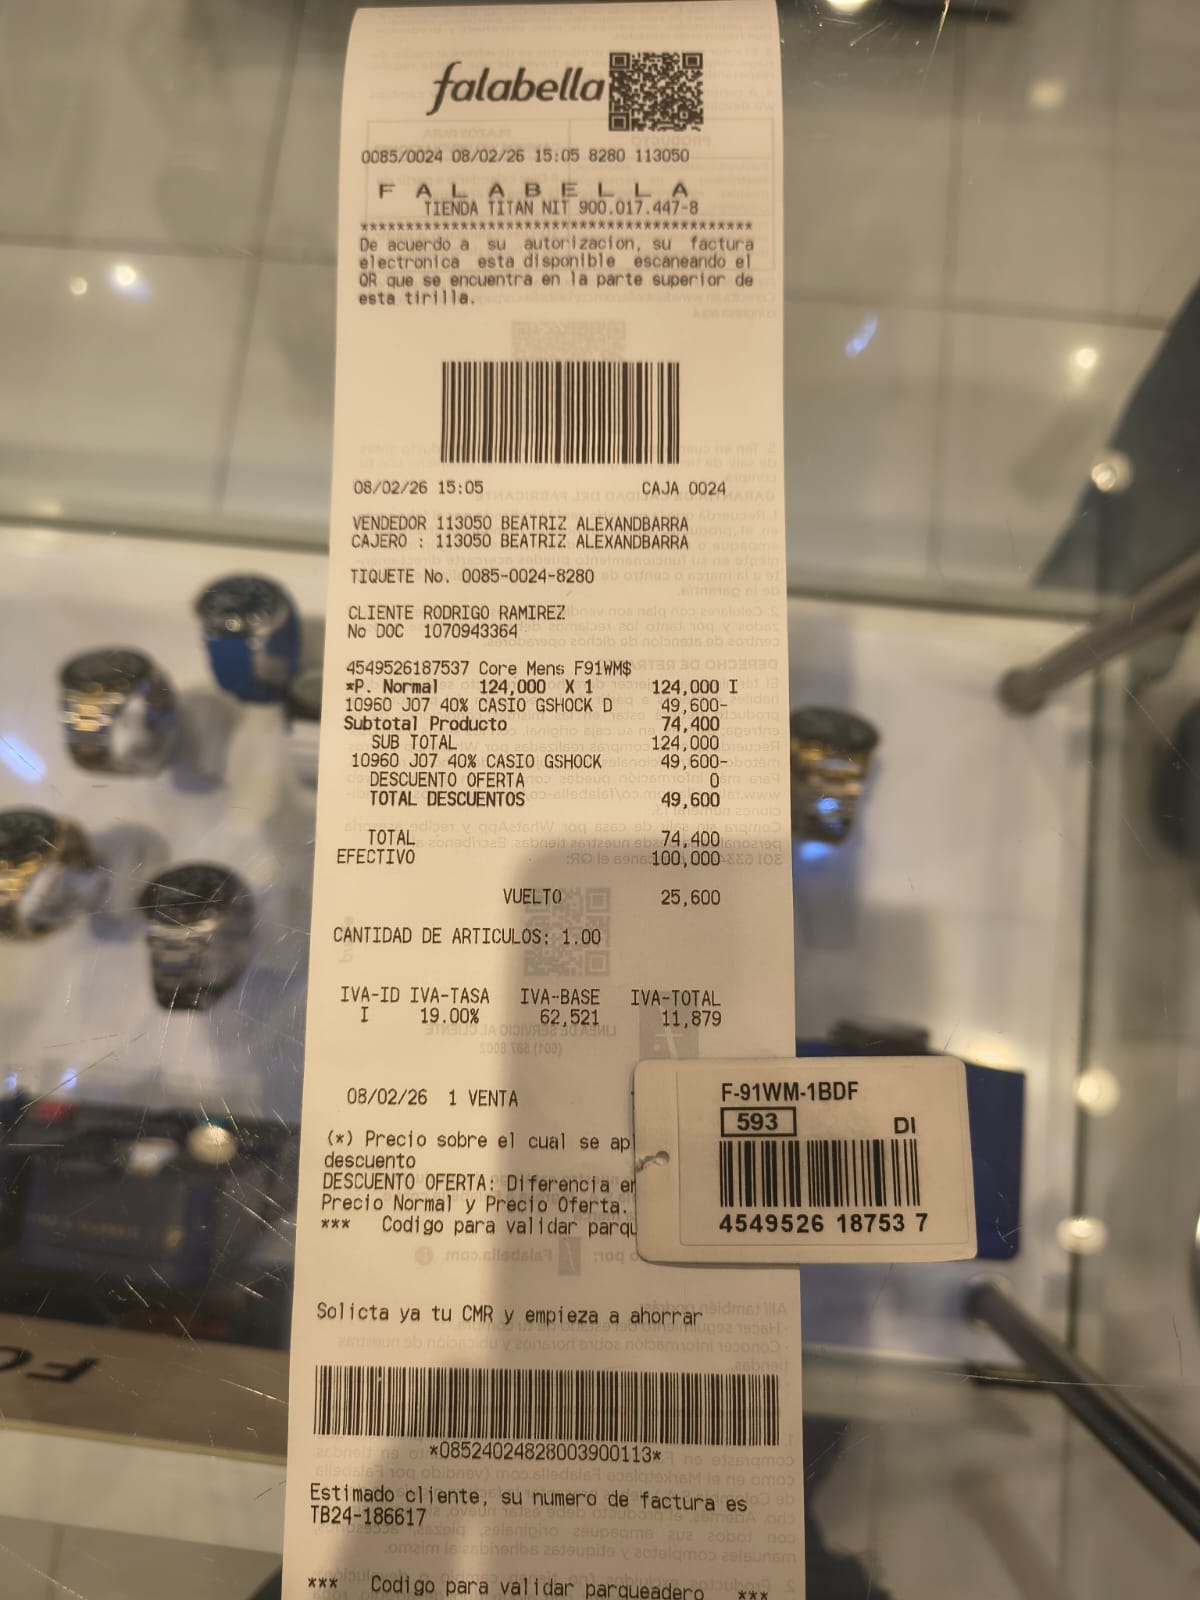 falabella
0085/0024 08/02/26 15:05 8280 113050
F A L A B E L L A
TIENDA TITAN NIT 900.017.447-8
*******************************************
De acuerdo a su autorizacion, su factura
electronica esta disponible escaneando el
QR que se encuentra en la parte superior de
esta tirilla.
08/02/26 15:05 CAJA 0024
VENDEDOR 113050 BEATRIZ ALEXANDBARRA
CAJERO : 113050 BEATRIZ ALEXANDBARRA
TIQUETE No. 0085-0024-8280
CLIENTE RODRIGO RAMIREZ
No DOC 1070943364
4549526187537 Core Mens F91WM$
*P. Normal 124,000 X 1 124,000 I
10960 J07 40% CASIO GSHOCK D 49,600-
Subtotal Producto 74,400
SUB TOTAL 124,000
10960 J07 40% CASIO GSHOCK 49,600-
DESCUENTO OFERTA 0
TOTAL DESCUENTOS 49,600
TOTAL 74,400
EFECTIVO 100,000
VUELTO 25,600
CANTIDAD DE ARTICULOS: 1.00
IVA-ID IVA-TASA IVA-BASE IVA-TOTAL
I 19.00% 62,521 11,879
08/02/26 1 VENTA
(*) Precio sobre el cual se ap
descuento
DESCUENTO OFERTA: Diferencia
Precio Normal y Precio Oferta.
*** Codigo para validar
F-91WM-1BDF
593 DI
4549526 18753 7
Solicta ya tu CMR y empieza a ahorrar
*08524024828003900113*
Estimado cliente, su numero de factura es
TB24-186617
*** Codigo para validar parqueadero ***